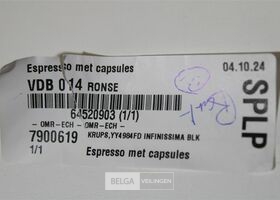 Espresso met capsules
04.10.24
VDB 014 RONSE
64520903 (1/1)
- OMR-ECH - OMR-ECH -
7900619 KRUPS,YY4984FD INFINISSIMA BLK
1/1
Espresso met capsules
SPLP
BELGA VEILINGEN